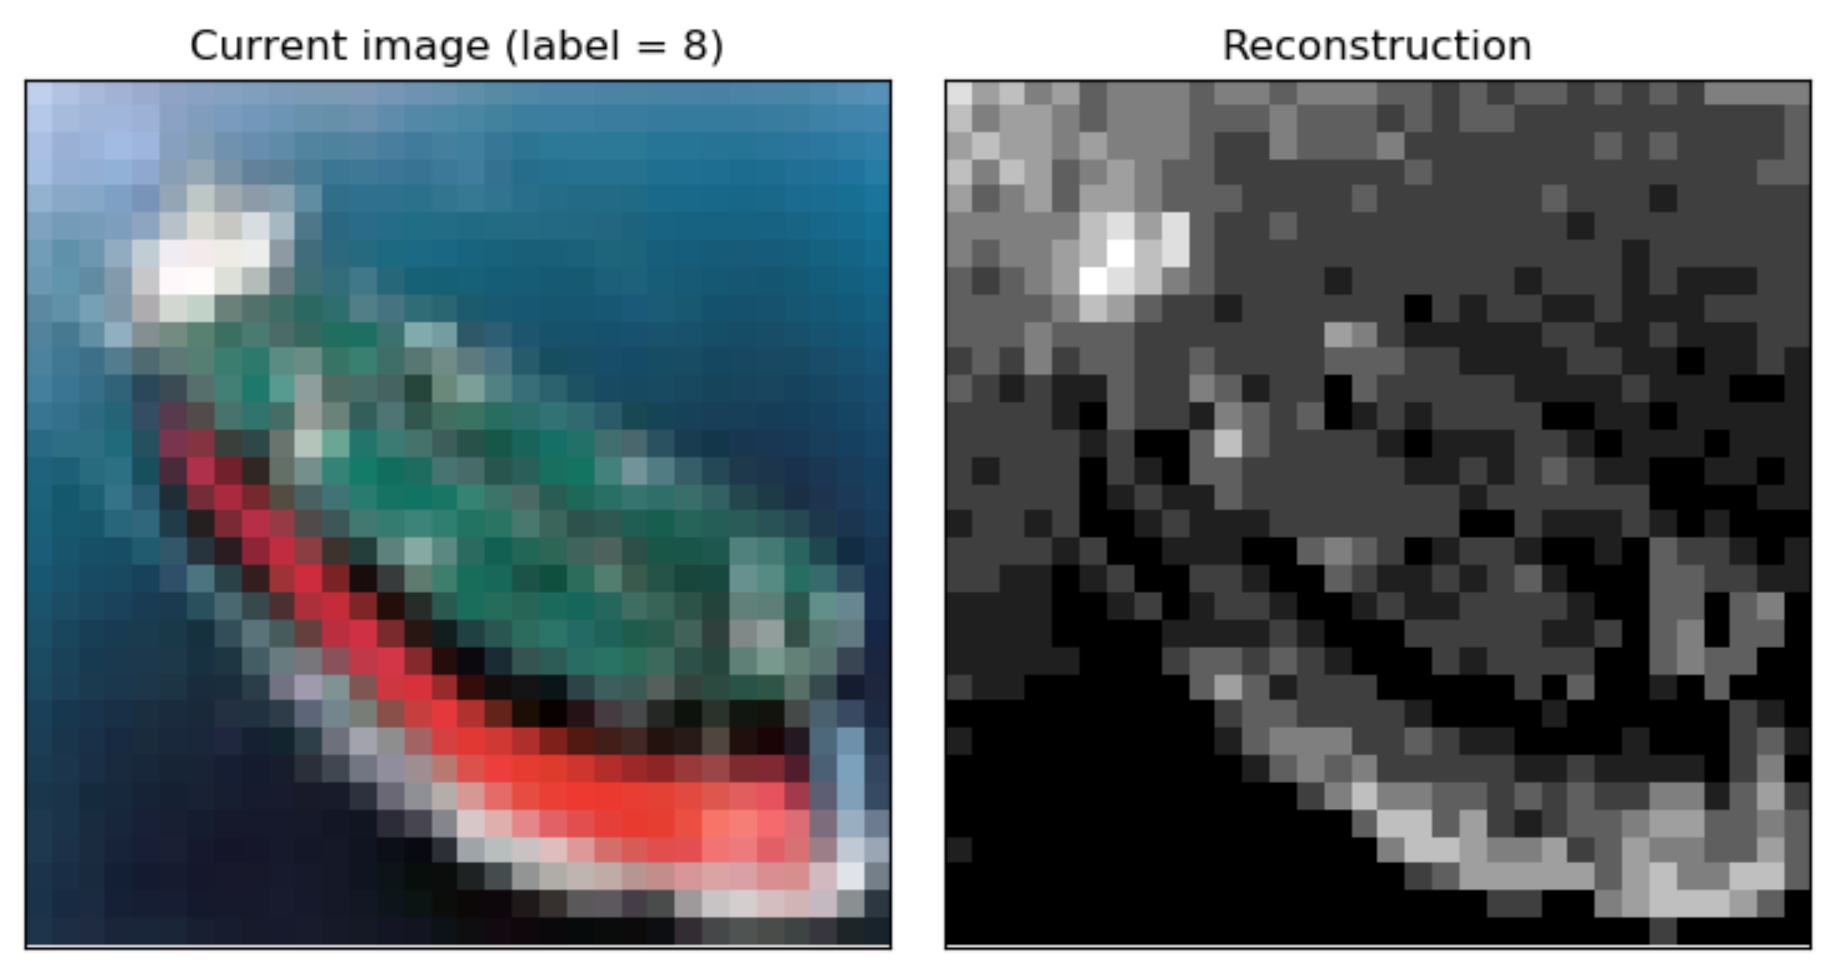 Current image (label = 8)
Reconstruction